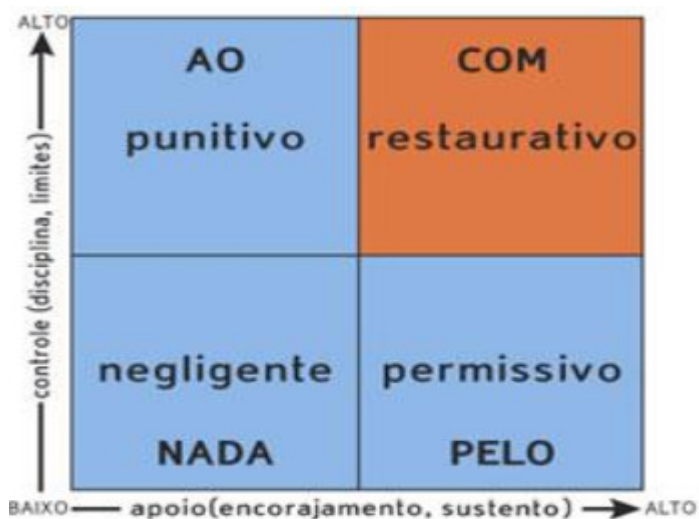 ALTO
AO
punitivo
COM
restaurativo
controle (disciplina, limites)
negligente
NADA
permissivo
PELO
BAIXO
apoio(encorajamento, sustento)
ALTO